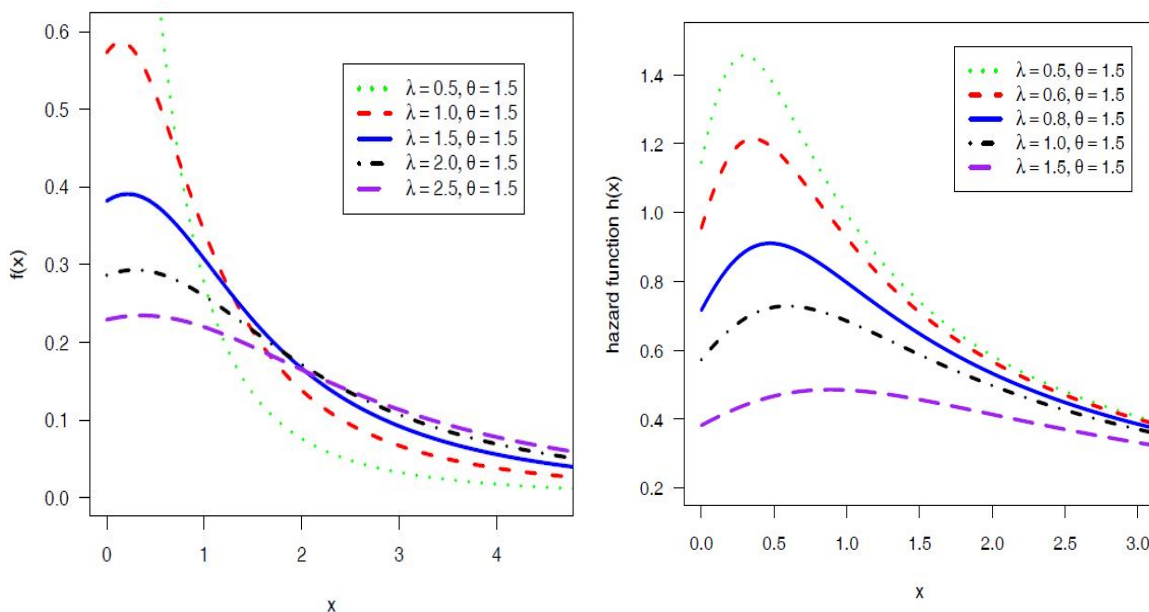 0.6
0.5
0.4
0.3
0.2
0.1
0.0
f(x)
λ = 0.5, θ = 1.5
λ = 1.0, θ = 1.5
λ = 1.5, θ = 1.5
λ = 2.0, θ = 1.5
λ = 2.5, θ = 1.5
0 1 2 3 4
x
1.4
1.2
1.0
0.8
0.6
0.4
0.2
hazard function h(x)
λ = 0.5, θ = 1.5
λ = 0.6, θ = 1.5
λ = 0.8, θ = 1.5
λ = 1.0, θ = 1.5
λ = 1.5, θ = 1.5
0.0 0.5 1.0 1.5 2.0 2.5 3.0
x